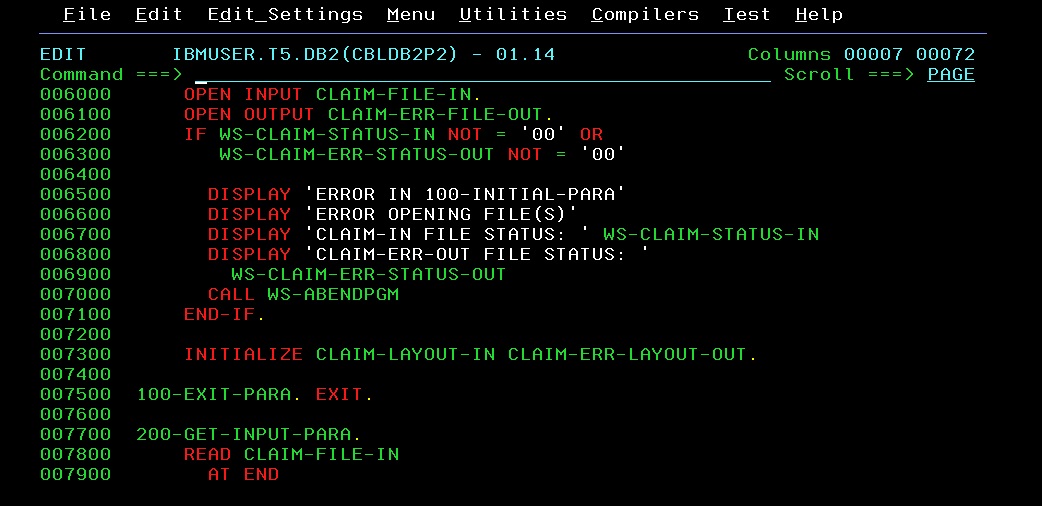 File  Edit  Edit_Settings  Menu  Utilities  Compilers  Test  Help
EDIT       IBMUSER.T5.DB2(CBLDB2P2) - 01.14                Columns 00007 00072
Command ===>                                                  Scroll ===> PAGE
006000      OPEN INPUT CLAIM-FILE-IN.
006100      OPEN OUTPUT CLAIM-ERR-FILE-OUT.
006200      IF WS-CLAIM-STATUS-IN NOT = '00' OR
006300         WS-CLAIM-ERR-STATUS-OUT NOT = '00'
006400
006500        DISPLAY 'ERROR IN 100-INITIAL-PARA'
006600        DISPLAY 'ERROR OPENING FILE(S)'
006700        DISPLAY 'CLAIM-IN FILE STATUS: ' WS-CLAIM-STATUS-IN
006800        DISPLAY 'CLAIM-ERR-OUT FILE STATUS: '
006900          WS-CLAIM-ERR-STATUS-OUT
007000        CALL WS-ABENDPGM
007100      END-IF.
007200
007300      INITIALIZE CLAIM-LAYOUT-IN CLAIM-ERR-LAYOUT-OUT.
007400
007500  100-EXIT-PARA. EXIT.
007600
007700  200-GET-INPUT-PARA.
007800      READ CLAIM-FILE-IN
007900        AT END